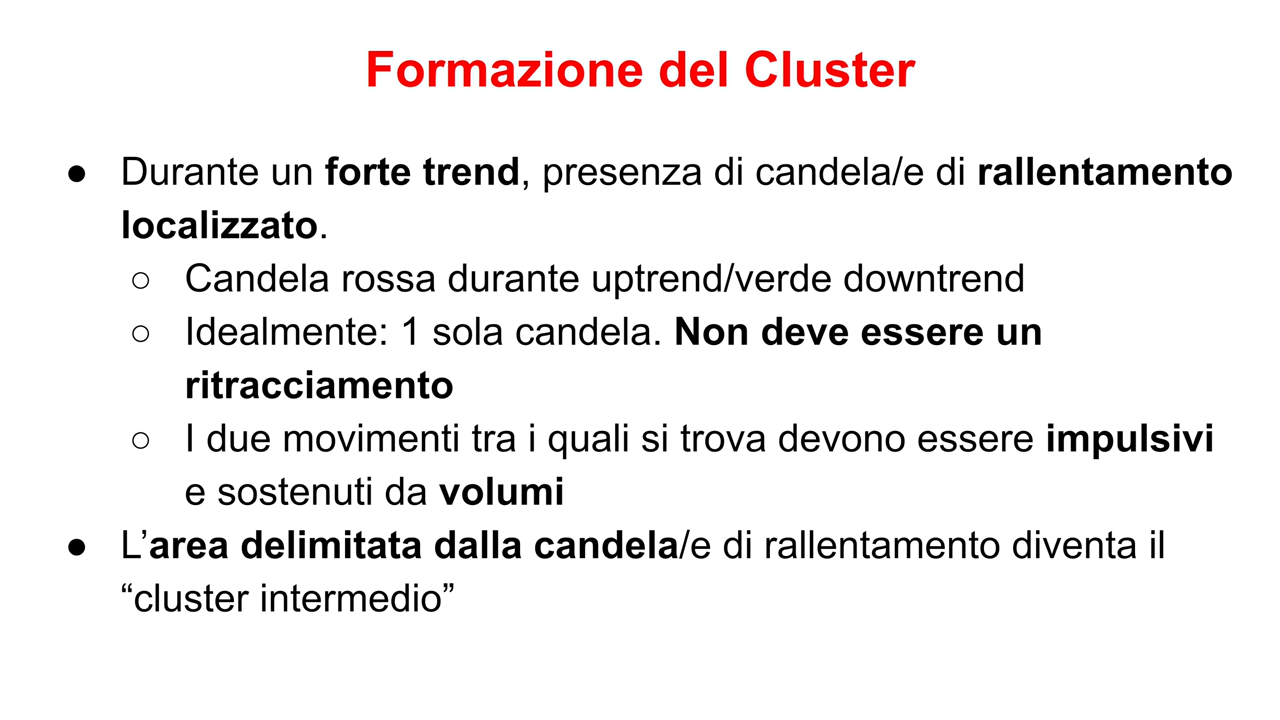 Formazione del Cluster
● Durante un forte trend, presenza di candela/e di rallentamento
localizzato.
○ Candela rossa durante uptrend/verde downtrend
○ Idealmente: 1 sola candela. Non deve essere un
ritracciamento
○ I due movimenti tra i quali si trova devono essere impulsivi
e sostenuti da volumi
● L’area delimitata dalla candela/e di rallentamento diventa il
“cluster intermedio”